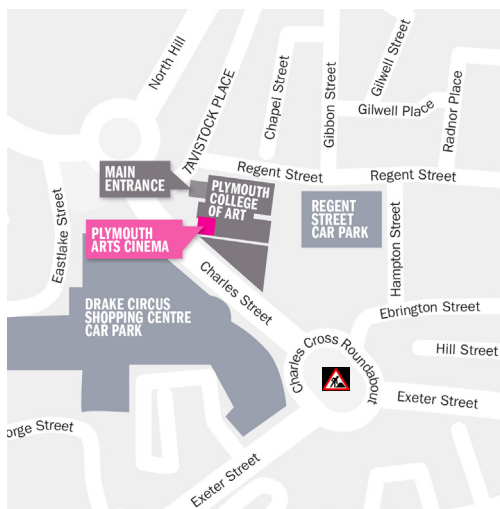 North Hill
TAVISTOCK PLACE
Chapel Street
Gibbon Street
Gilwell Street
Gilwell Place
Radnor Place
MAIN
ENTRANCE
Regent Street
Regent Street
PLYMOUTH
COLLEGE
OF ART
REGENT
STREET
CAR PARK
Hampton Street
Eastlake Street
PLYMOUTH
ARTS CINEMA
Charles Street
DRAKE CIRCUS
SHOPPING CENTRE
CAR PARK
Ebrington Street
Charles Cross Roundabout
Hill Street
Exeter Street
orge Street
Exeter Street